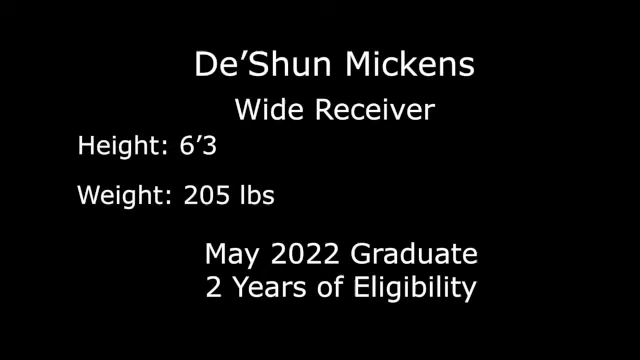 De’Shun Mickens
Wide Receiver
Height: 6’3
Weight: 205 lbs
May 2022 Graduate
2 Years of Eligibility